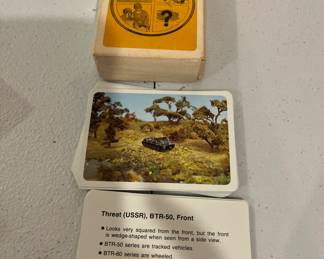 Threat (USSR), BTR-50, Front
● Looks very squared from the front, but the front
is wedge-shaped when seen from a side view.
● BTR-50 series are tracked vehicles
● BTR-60 series are wheeled